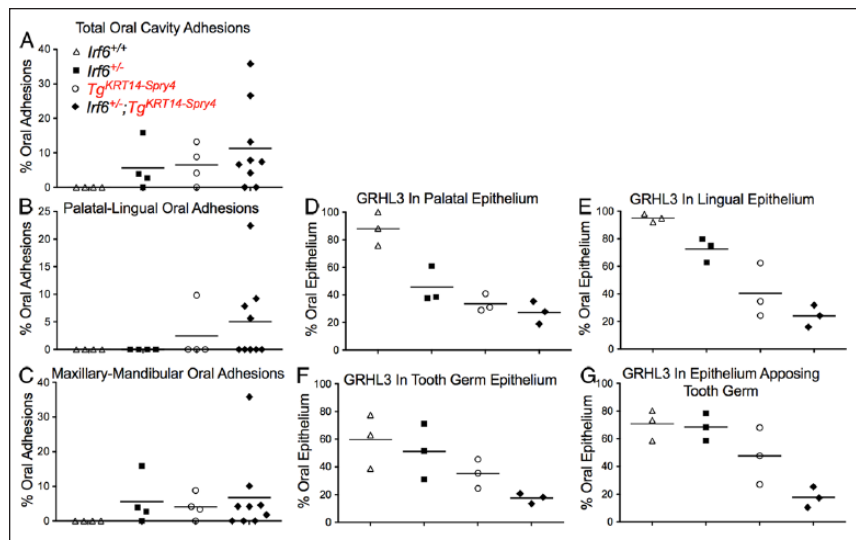 A
Total Oral Cavity Adhesions
Irf6+/+
Irf6+/-
TgKRT14-Spry4
Irf6+/-;TgKRT14-Spry4
% Oral Adhesions
40
30
20
10
0
B
Palatal-Lingual Oral Adhesions
% Oral Adhesions
25
20
15
10
5
0
C
Maxillary-Mandibular Oral Adhesions
% Oral Adhesions
40
30
20
10
0
D
GRHL3 In Palatal Epithelium
% Oral Epithelium
100
80
60
40
20
0
E
GRHL3 In Lingual Epithelium
% Oral Epithelium
100
80
60
40
20
0
F
GRHL3 In Tooth Germ Epithelium
% Oral Epithelium
100
80
60
40
20
0
G
GRHL3 In Epithelium Apposing
Tooth Germ
% Oral Epithelium
100
80
60
40
20
0